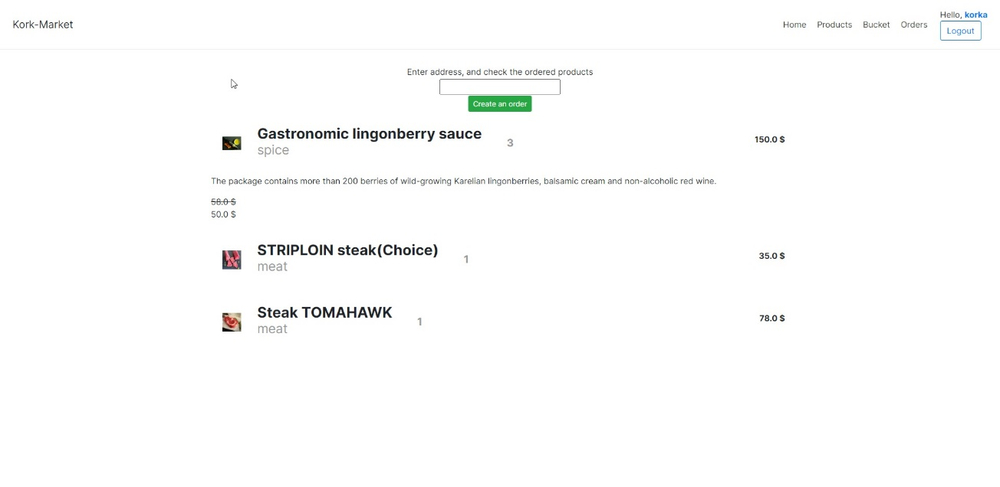 Kork-Market
Home Products Bucket Orders
Hello, korka
Logout
Enter address, and check the ordered products
Create an order
Gastronomic lingonberry sauce
spice
3
150.0 $
The package contains more than 200 berries of wild-growing Karelian lingonberries, balsamic cream and non-alcoholic red wine.
58.0 $
50.0 $
STRIPLOIN steak(Choice)
meat
1
35.0 $
Steak TOMAHAWK
meat
1
78.0 $